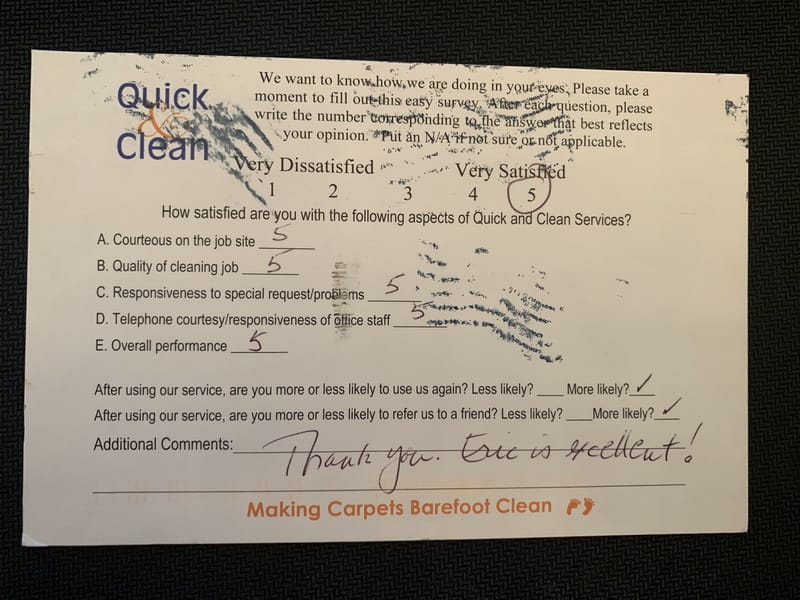 Quick
&
Clean
We want to know how we are doing in your eyes. Please take a
moment to fill out this easy survey. After each question, please
write the number corresponding to the answer that best reflects
your opinion. *Put an N/A if not sure or not applicable.
Very Dissatisfied Very Satisfied
1 2 3 4 5
How satisfied are you with the following aspects of Quick and Clean Services?
A. Courteous on the job site 5
B. Quality of cleaning job 5
C. Responsiveness to special request/problems 5
D. Telephone courtesy/responsiveness of office staff 5
E. Overall performance 5
After using our service, are you more or less likely to use us again? Less likely? ____ More likely? ✓
After using our service, are you more or less likely to refer us to a friend? Less likely? ____ More likely? ✓
Additional Comments: Thank you. Eric is excellent!
Making Carpets Barefoot Clean